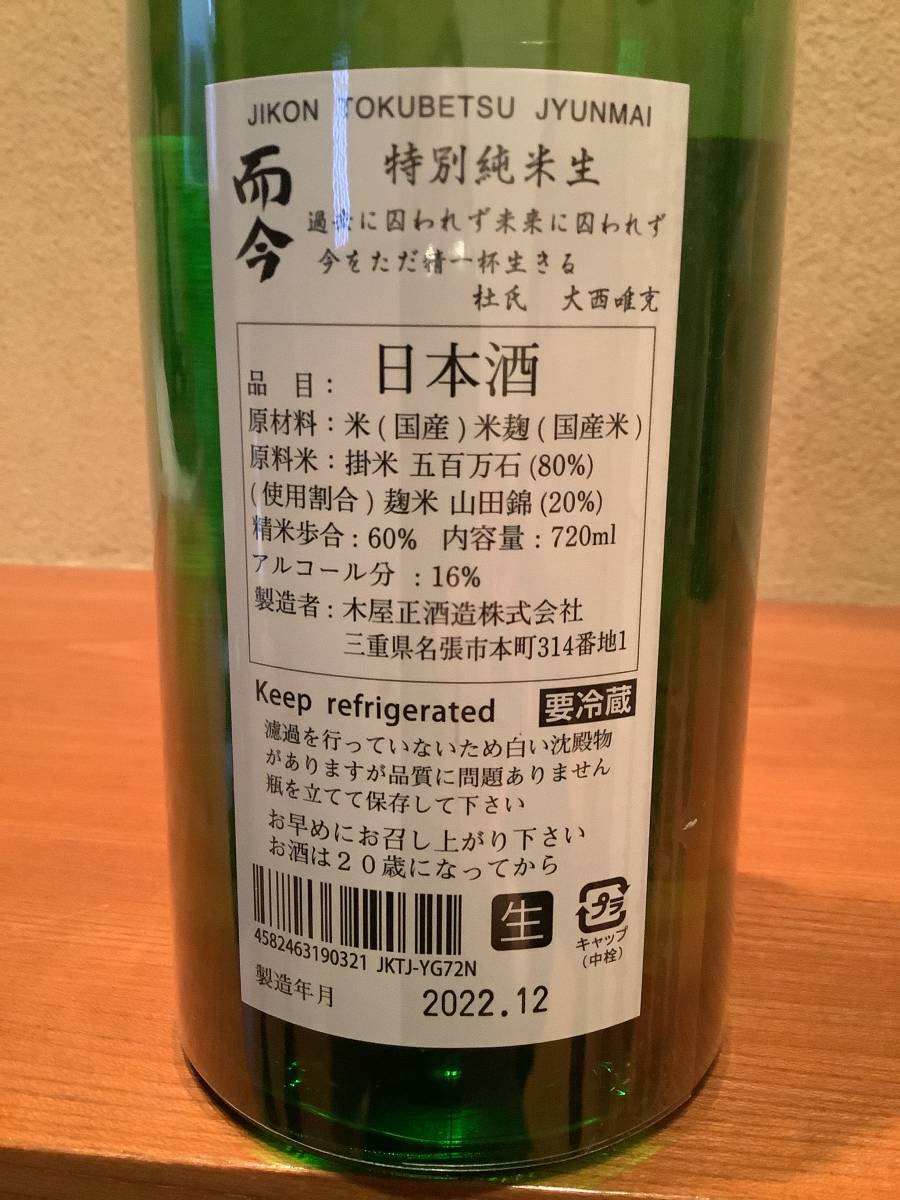 JIKON TOKUBETSU JYUNMAI
而今
特別純米生
過去に囚われず未来に囚われず
今をただ精一杯生きる
杜氏 大西唯克
品 目: 日本酒
原材料:米(国産)米麹(国産米)
原料米:掛米 五百万石(80%)
(使用割合)麹米 山田錦(20%)
精米歩合:60% 内容量:720ml
アルコール分 :16%
製造者:木屋正酒造株式会社
三重県名張市本町314番地1
Keep refrigerated 要冷蔵
濾過を行っていないため白い沈殿物
がありますが品質に問題ありません
瓶を立てて保存して下さい
お早めにお召し上がり下さい
お酒は20歳になってから
生
プラ
キャップ
(中栓)
4582463190321 JKTJ-YG72N
製造年月 2022.12